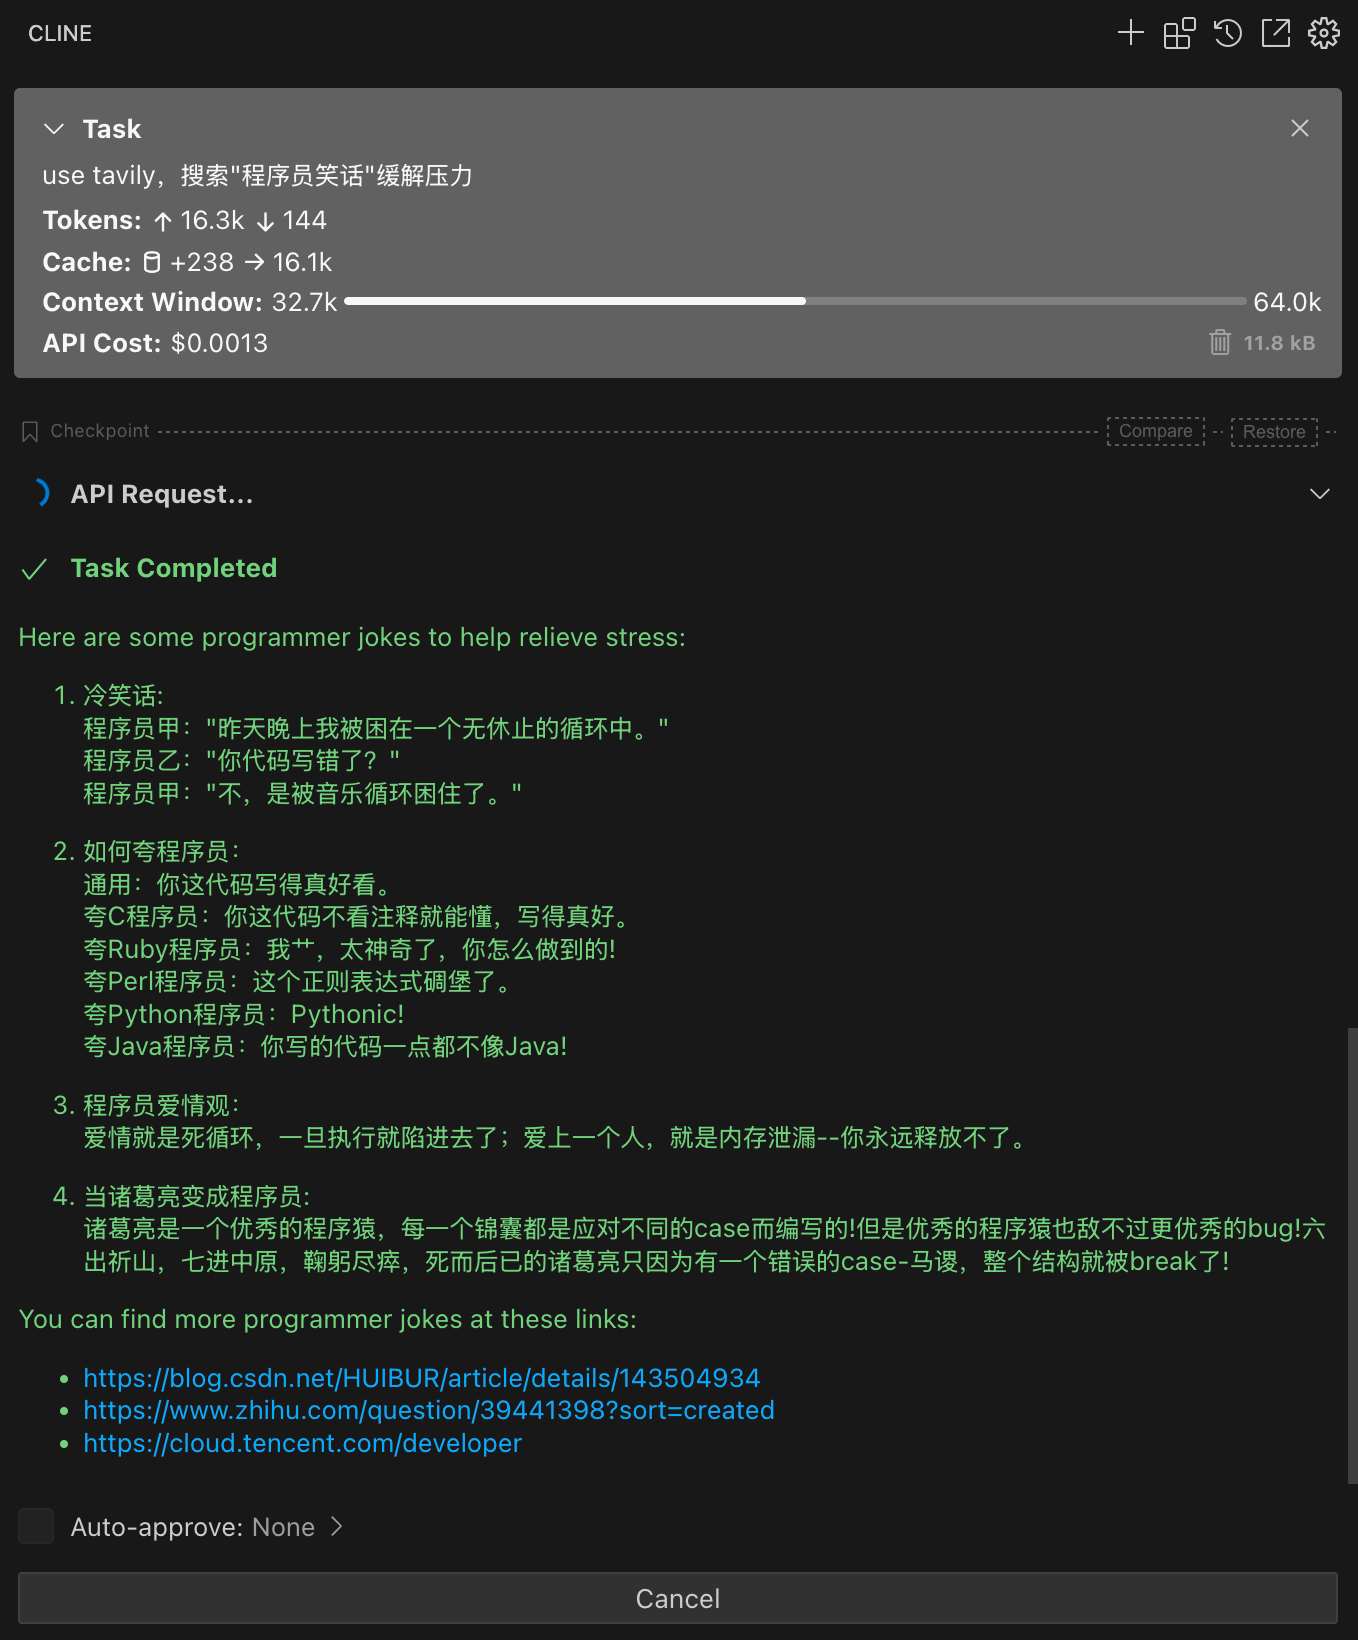 CLINE
Task
use tavily，搜索"程序员笑话"缓解压力
Tokens: ↑ 16.3k ↓ 144
Cache: +238 → 16.1k
Context Window: 32.7k 64.0k
API Cost: $0.0013 11.8 kB
Checkpoint Compare Restore
API Request...
Task Completed
Here are some programmer jokes to help relieve stress:
1. 冷笑话:
程序员甲："昨天晚上我被困在一个无休止的循环中。"
程序员乙："你代码写错了？"
程序员甲："不，是被音乐循环困住了。"
2. 如何夸程序员：
通用：你这代码写得真好看。
夸C程序员：你这代码不看注释就能懂，写得真好。
夸Ruby程序员：我艹，太神奇了，你怎么做到的!
夸Perl程序员：这个正则表达式碉堡了。
夸Python程序员：Pythonic!
夸Java程序员：你写的代码一点都不像Java!
3. 程序员爱情观：
爱情就是死循环，一旦执行就陷进去了；爱上一个人，就是内存泄漏--你永远释放不了。
4. 当诸葛亮变成程序员:
诸葛亮是一个优秀的程序猿，每一个锦囊都是应对不同的case而编写的!但是优秀的程序猿也敌不过更优秀的bug!六
出祈山，七进中原，鞠躬尽瘁，死而后已的诸葛亮只因为有一个错误的case-马谡，整个结构就被break了!
You can find more programmer jokes at these links:
• https://blog.csdn.net/HUIBUR/article/details/143504934
• https://www.zhihu.com/question/39441398?sort=created
• https://cloud.tencent.com/developer
Auto-approve: None
Cancel